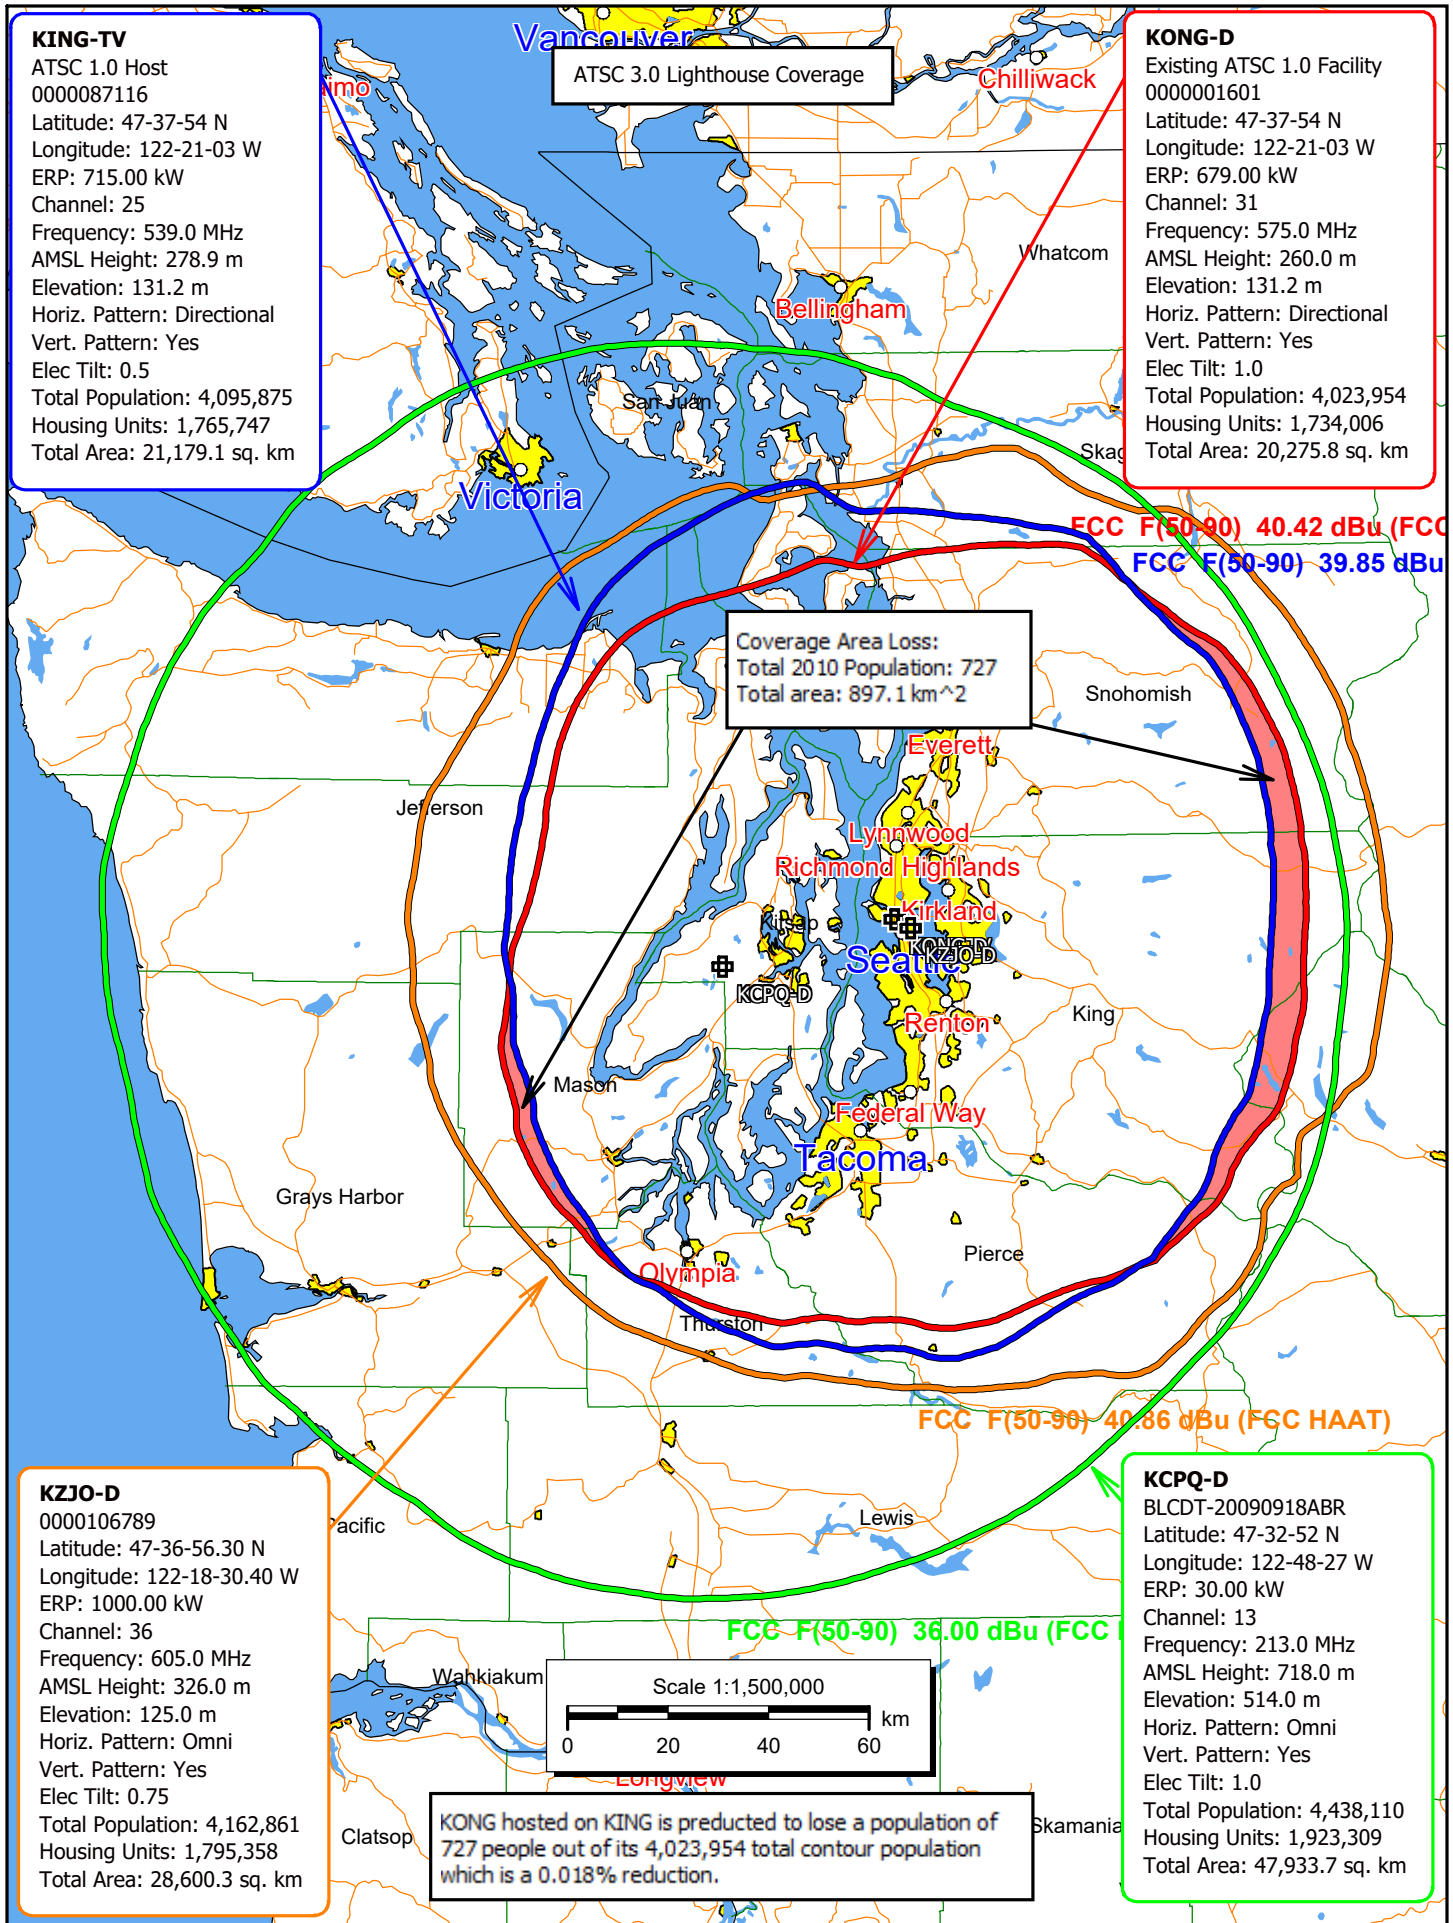 KING-TV
ATSC 1.0 Host
0000087116
Latitude: 47-37-54 N
Longitude: 122-21-03 W
ERP: 715.00 kW
Channel: 25
Frequency: 539.0 MHz
AMSL Height: 278.9 m
Elevation: 131.2 m
Horiz. Pattern: Directional
Vert. Pattern: Yes
Elec Tilt: 0.5
Total Population: 4,095,875
Housing Units: 1,765,747
Total Area: 21,179.1 sq. km
Vancouver
ATSC 3.0 Lighthouse Coverage
Chilliwack
KONG-D
Existing ATSC 1.0 Facility
0000001601
Latitude: 47-37-54 N
Longitude: 122-21-03 W
ERP: 679.00 kW
Channel: 31
Frequency: 575.0 MHz
AMSL Height: 260.0 m
Elevation: 131.2 m
Horiz. Pattern: Directional
Vert. Pattern: Yes
Elec Tilt: 1.0
Total Population: 4,023,954
Housing Units: 1,734,006
Total Area: 20,275.8 sq. km
Whatcom
Bellingham
San Juan
Victoria
FCC F(50-90) 40.42 dBu (FCC
FCC F(50-90) 39.85 dBu
Coverage Area Loss:
Total 2010 Population: 727
Total area: 897.1 km^2
Snohomish
Everett
Jefferson
Lynnwood
Richmond Highlands
Kirkland
Kitsap
KONG-D
KZJO-D
Seattle
KCPQ-D
Renton
King
Mason
Federal Way
Tacoma
Grays Harbor
Pierce
Olympia
Thurston
FCC F(50-90) 40.86 dBu (FCC HAAT)
KZJO-D
0000106789
Latitude: 47-36-56.30 N
Longitude: 122-18-30.40 W
ERP: 1000.00 kW
Channel: 36
Frequency: 605.0 MHz
AMSL Height: 326.0 m
Elevation: 125.0 m
Horiz. Pattern: Omni
Vert. Pattern: Yes
Elec Tilt: 0.75
Total Population: 4,162,861
Housing Units: 1,795,358
Total Area: 28,600.3 sq. km
Pacific
Lewis
KCPQ-D
BLCDT-20090918ABR
Latitude: 47-32-52 N
Longitude: 122-48-27 W
ERP: 30.00 kW
Channel: 13
Frequency: 213.0 MHz
AMSL Height: 718.0 m
Elevation: 514.0 m
Horiz. Pattern: Omni
Vert. Pattern: Yes
Elec Tilt: 1.0
Total Population: 4,438,110
Housing Units: 1,923,309
Total Area: 47,933.7 sq. km
FCC F(50-90) 36.00 dBu (FCC
Wahkiakum
Scale 1:1,500,000
km
0 20 40 60
Longview
Clatsop
Skamania
KONG hosted on KING is preducted to lose a population of
727 people out of its 4,023,954 total contour population
which is a 0.018% reduction.